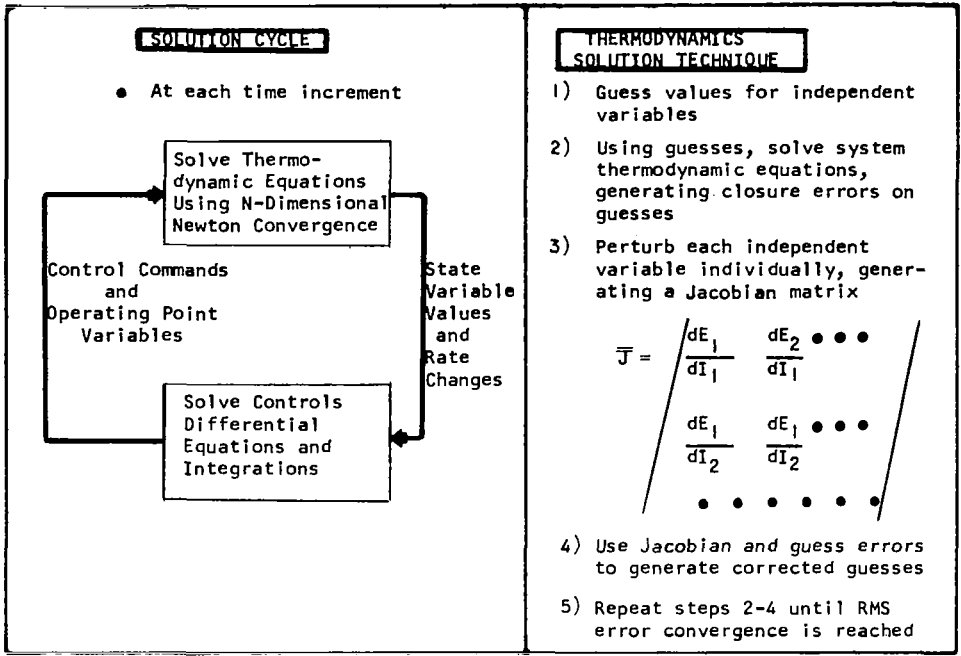 SOLUTION CYCLE
• At each time increment
Solve Thermo-
dynamic Equations
Using N-Dimensional
Newton Convergence
Control Commands
and
Operating Point
Variables
State
Variable
Values
and
Rate
Changes
Solve Controls
Differential
Equations and
Integrations
THERMODYNAMICS
SOLUTION TECHNIQUE
1) Guess values for independent
variables
2) Using guesses, solve system
thermodynamic equations,
generating closure errors on
guesses
3) Perturb each independent
variable individually, gener-
ating a Jacobian matrix
J = dE1/dI1 dE2/dI1 • • •
dE1/dI2 dE1/dI2 • • •
• • • • • •
4) Use Jacobian and guess errors
to generate corrected guesses
5) Repeat steps 2-4 until RMS
error convergence is reached